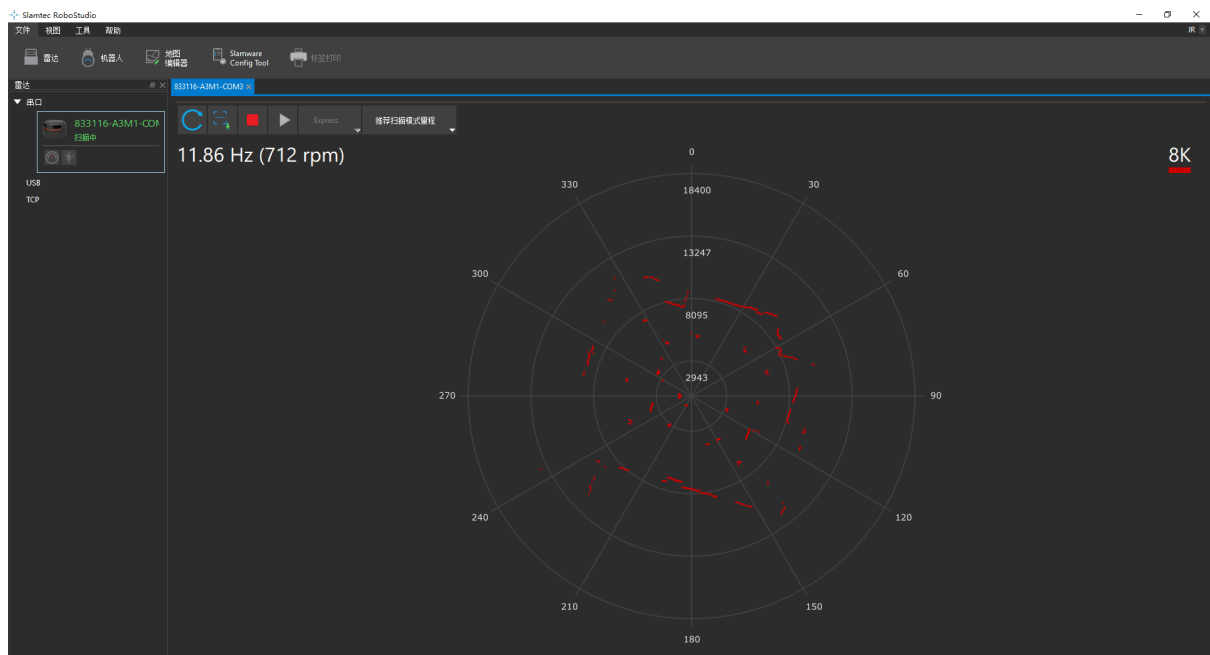 Slamtec RoboStudio
文件 视图 工具 帮助
JR
雷达 机器人 地图编辑器 Slamware Config Tool 标签打印
雷达
833116-A3M1-COM3
串口
833116-A3M1-COM
扫描中
USB
TCP
Express 推荐扫描模式量程
11.86 Hz (712 rpm)
8K
0
330
30
18400
13247
300
60
8095
2943
270
90
240
120
210
150
180